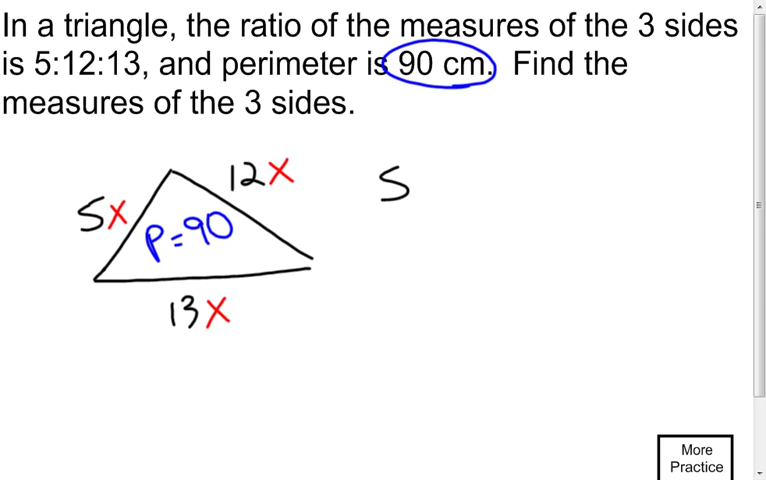 In a triangle, the ratio of the measures of the 3 sides
is 5:12:13, and perimeter is 90 cm. Find the
measures of the 3 sides.
12x
5x
P=90
13x
5
More
Practice